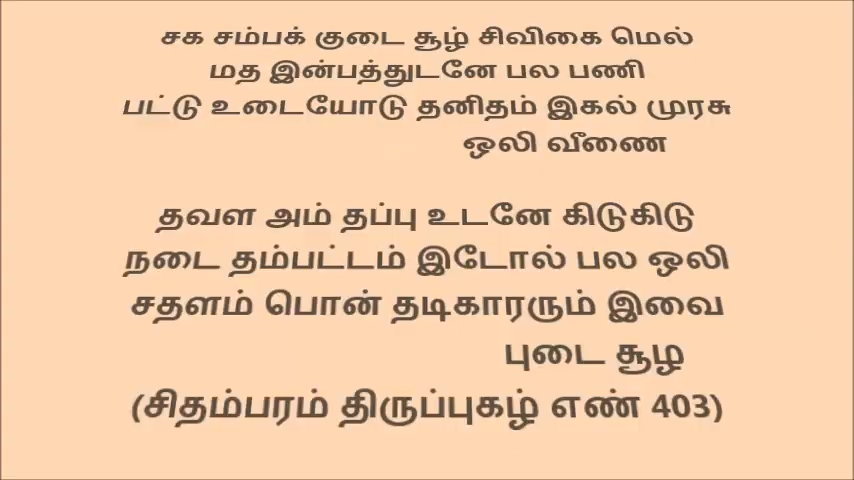 சக சம்பக் குடை சூழ் சிவிகை மெல்
மத இன்பத்துடனே பல பணி
பட்டு உடையோடு தனிதம் இகல் முரசு
ஒலி வீணை
தவள அம் தப்பு உடனே கிடுகிடு
நடை தம்பட்டம் இடோல் பல ஒலி
சதளம் பொன் தடிகாரரும் இவை
புடை சூழ
(சிதம்பரம் திருப்புகழ் எண் 403)